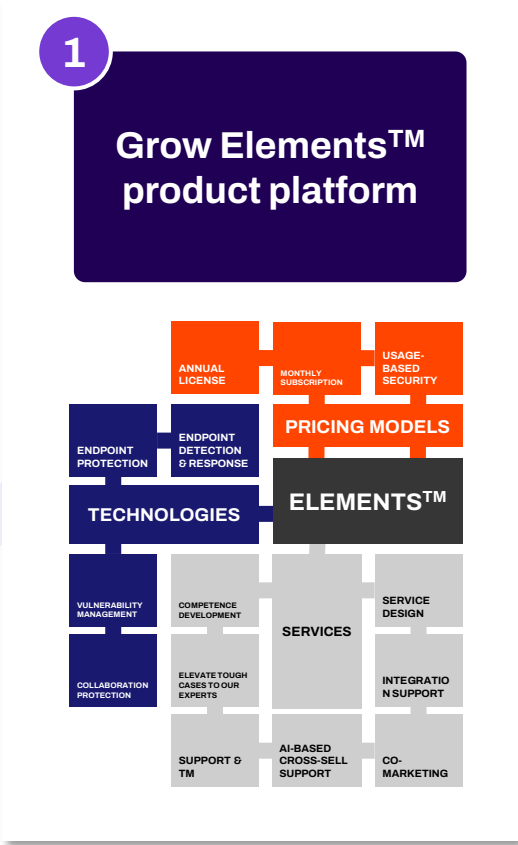 1
Grow Elements™
product platform
ANNUAL
LICENSE
MONTHLY
SUBSCRIPTION
USAGE-
BASED
SECURITY
PRICING MODELS
ENDPOINT
PROTECTION
ENDPOINT
DETECTION
& RESPONSE
TECHNOLOGIES
ELEMENTS™
VULNERABILITY
MANAGEMENT
COMPETENCE
DEVELOPMENT
SERVICES
SERVICE
DESIGN
COLLABORATION
PROTECTION
ELEVATE TOUGH
CASES TO OUR
EXPERTS
INTEGRATIO
N SUPPORT
SUPPORT &
TM
AI-BASED
CROSS-SELL
SUPPORT
CO-
MARKETING